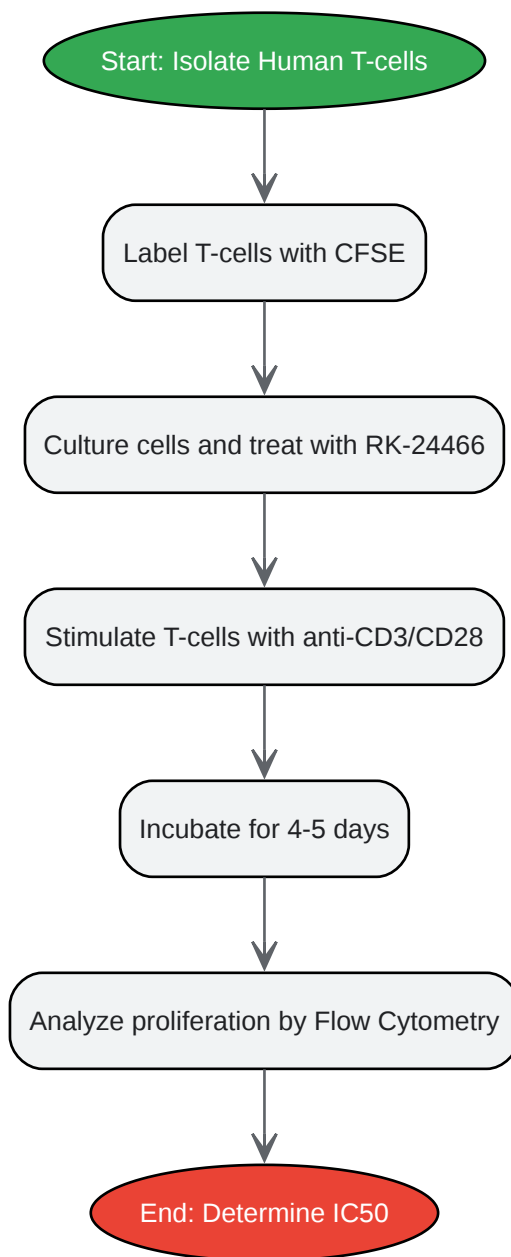 Start: Isolate Human T-cells
Label T-cells with CFSE
Culture cells and treat with RK-24466
Stimulate T-cells with anti-CD3/CD28
Incubate for 4-5 days
Analyze proliferation by Flow Cytometry
End: Determine IC50